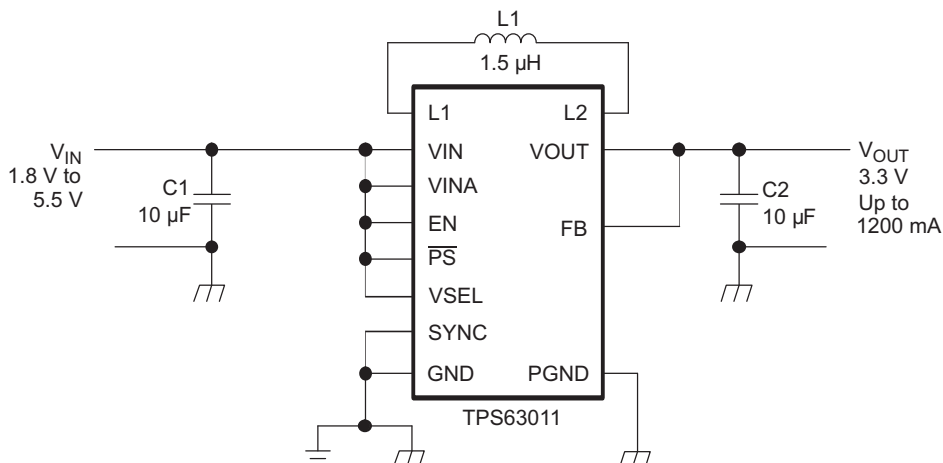 L1
1.5 µH
L1
L2
V_IN
1.8 V to
5.5 V
VIN
VOUT
V_OUT
3.3 V
Up to
1200 mA
C1
10 µF
VINA
EN
FB
C2
10 µF
P̅S̅
VSEL
SYNC
GND
PGND
TPS63011